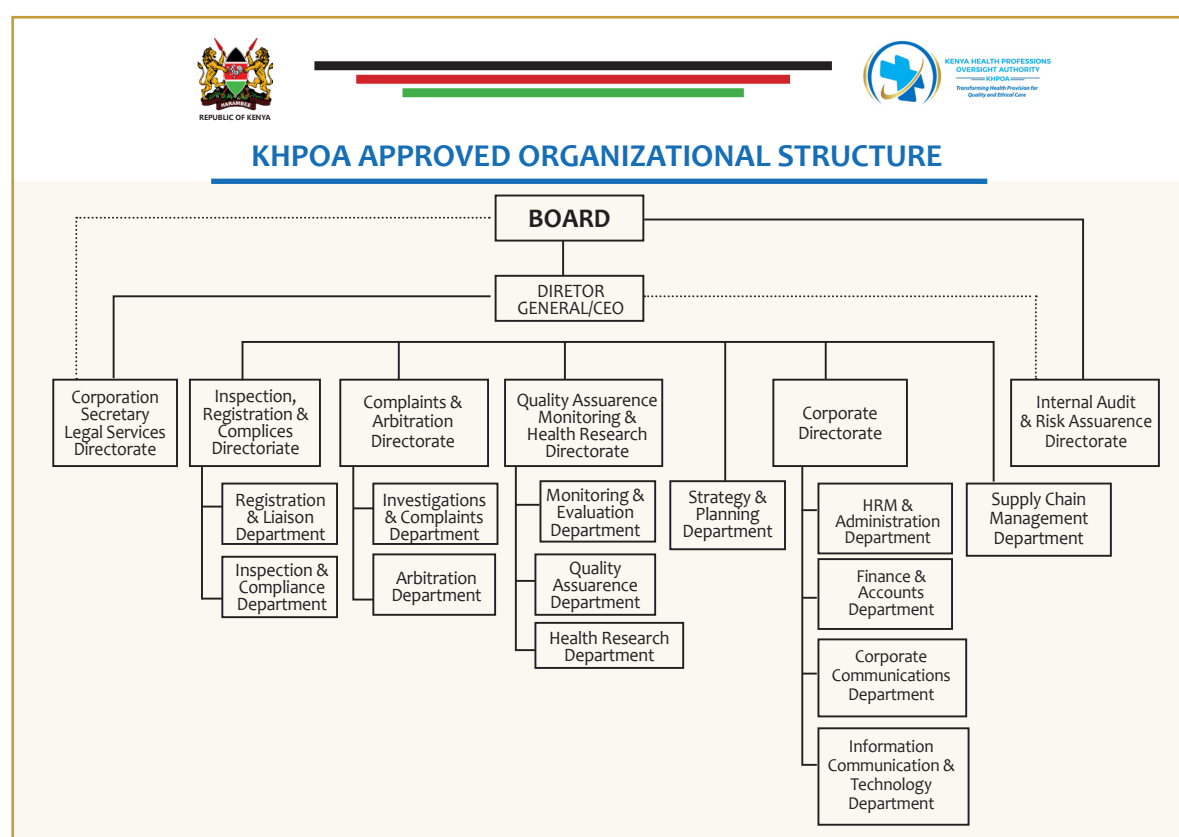 HARAMBEE
REPUBLIC OF KENYA
KENYA HEALTH PROFESSIONS
OVERSIGHT AUTHORITY
KHPOA
Transforming Health Provision for
Quality and Ethical Care
KHPOA APPROVED ORGANIZATIONAL STRUCTURE
BOARD
DIRETOR
GENERAL/CEO
Corporation
Secretary
Legal Services
Directorate
Inspection,
Registration &
Complices
Directoriate
Complaints &
Arbitration
Directorate
Quality Assuarence
Monitoring &
Health Research
Directorate
Corporate
Directorate
Internal Audit
& Risk Assuarence
Directorate
Registration
& Liaison
Department
Inspection &
Compliance
Department
Investigations
& Complaints
Department
Arbitration
Department
Monitoring &
Evaluation
Department
Quality
Assuarence
Department
Health Research
Department
Strategy &
Planning
Department
HRM &
Administration
Department
Finance &
Accounts
Department
Corporate
Communications
Department
Information
Communication &
Technology
Department
Supply Chain
Management
Department